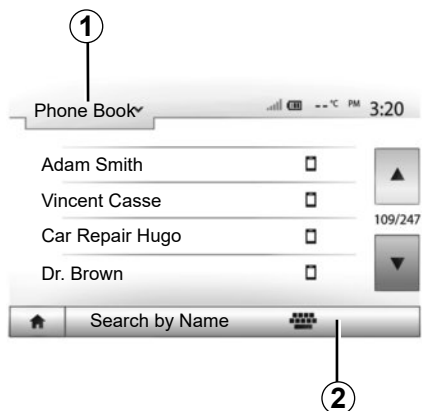 1
Phone Book --°C PM 3:20
Adam Smith
Vincent Casse
109/247
Car Repair Hugo
Dr. Brown
Search by Name
2